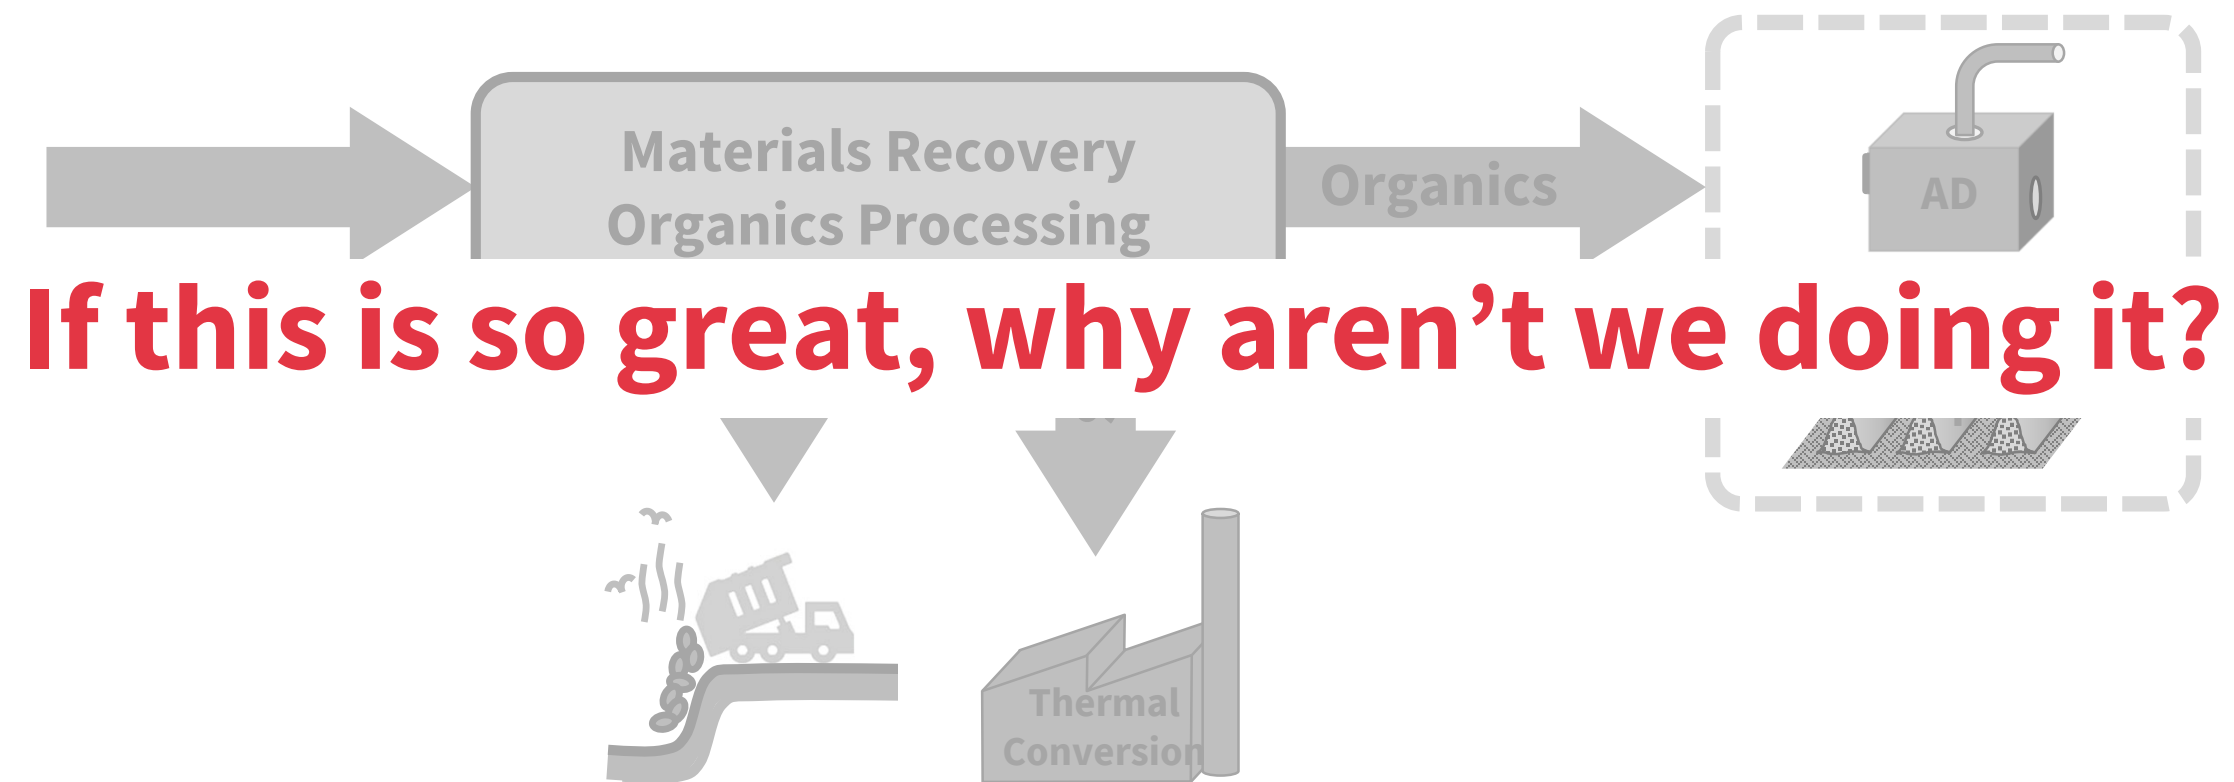 Materials Recovery
Organics Processing
Organics
AD
If this is so great, why aren’t we doing it?
Thermal
Conversion